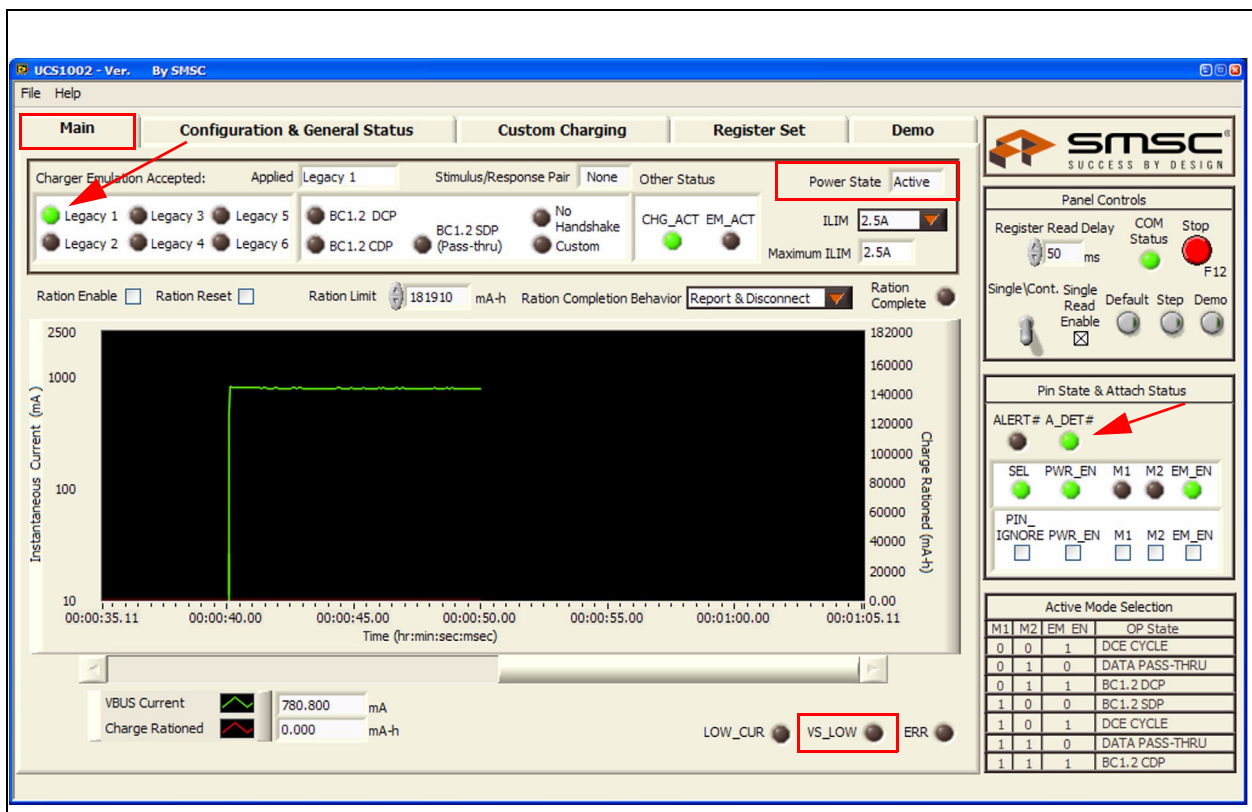 UCS1002 - Ver. By SMSC
File Help
Main Configuration & General Status Custom Charging Register Set Demo
Charger Emulation Accepted: Applied Legacy 1 Stimulus/Response Pair None Other Status Power State Active
Legacy 1 Legacy 3 Legacy 5 BC1.2 DCP BC1.2 SDP (Pass-thru) No Handshake CHG_ACT EM_ACT ILIM 2.5A
Legacy 2 Legacy 4 Legacy 6 BC1.2 CDP Custom Maximum ILIM 2.5A
Ration Enable Ration Reset Ration Limit 181910 mA-h Ration Completion Behavior Report & Disconnect Ration Complete
Instantaneous Current (mA)
2500
1000
100
10
182000
160000
140000
120000
100000
80000
60000
40000
20000
0.00
Charge Rationed (mA-h)
00:00:35.11 00:00:40.00 00:00:45.00 00:00:50.00 00:00:55.00 00:01:00.00 00:01:05.11
Time (hr:min:sec:msec)
VBUS Current 780.800 mA
Charge Rationed 0.000 mA-h
LOW_CUR VS_LOW ERR
SMSC®
SUCCESS BY DESIGN
Panel Controls
Register Read Delay 50 ms COM Status Stop
F12
Single\Cont. Single Read Enable Default Step Demo
Pin State & Attach Status
ALERT# A_DET#
SEL PWR_EN M1 M2 EM_EN
PIN_IGNORE PWR_EN M1 M2 EM_EN
Active Mode Selection
M1 M2 EM EN OP State
0 0 1 DCE CYCLE
0 1 0 DATA PASS-THRU
0 1 1 BC1.2 DCP
1 0 0 BC1.2 SDP
1 0 1 DCE CYCLE
1 1 0 DATA PASS-THRU
1 1 1 BC1.2 CDP